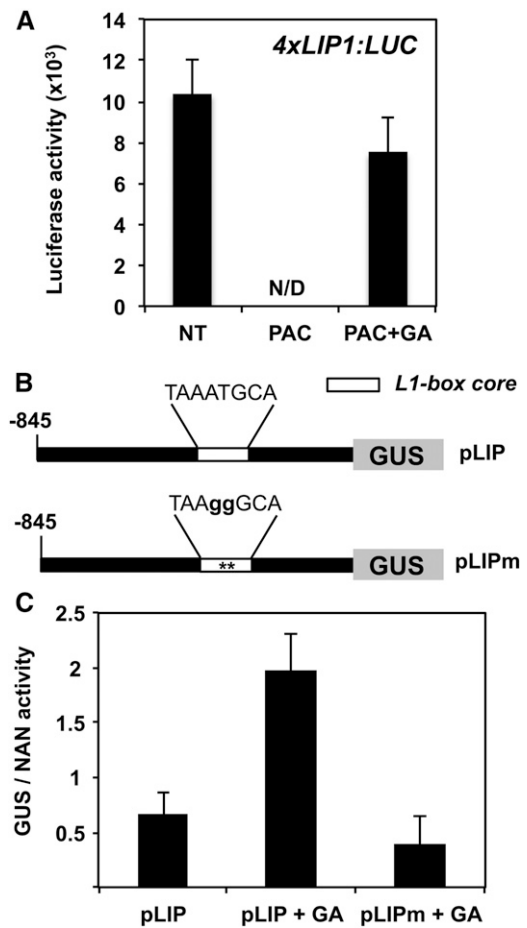 A
4xLIP1:LUC
Luciferase activity (x10³)
14
12
10
8
6
4
2
0
N/D
NT PAC PAC+GA
B
TAAATGCA
L1-box core
-845
GUS
pLIP
TAAggGCA
-845
**
GUS
pLIPm
C
GUS / NAN activity
2.5
2
1.5
1
0.5
pLIP pLIP + GA pLIPm + GA